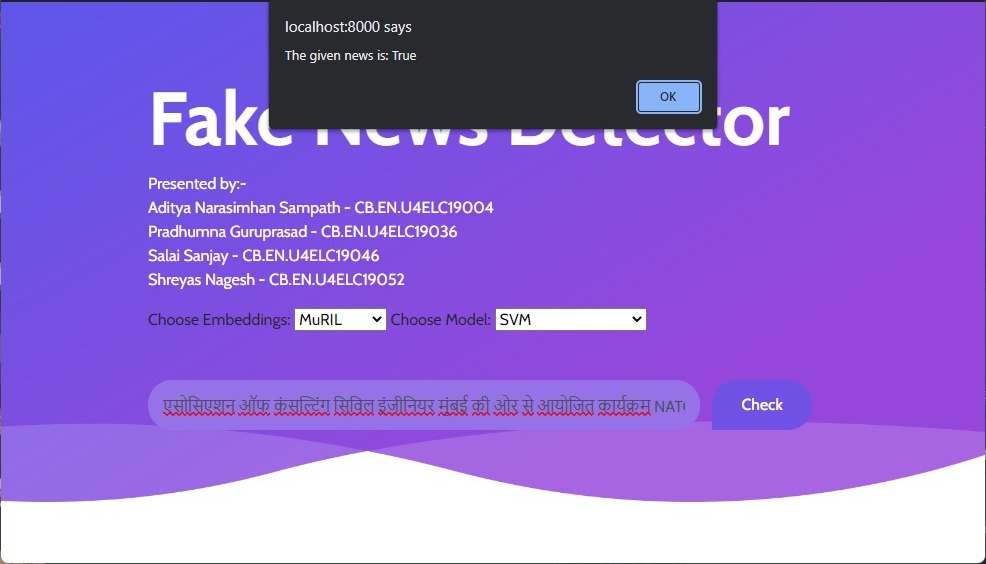 localhost:8000 says
The given news is: True
OK
Fake News Detector
Presented by:-
Aditya Narasimhan Sampath - CB.EN.U4ELC19004
Pradhumna Guruprasad - CB.EN.U4ELC19036
Salai Sanjay - CB.EN.U4ELC19046
Shreyas Nagesh - CB.EN.U4ELC19052
Choose Embeddings: MuRIL Choose Model: SVM
एसोसिएशन ऑफ कंसल्टिंग सिविल इंजीनियर मुंबई की ओर से आयोजित कार्यक्रम Check